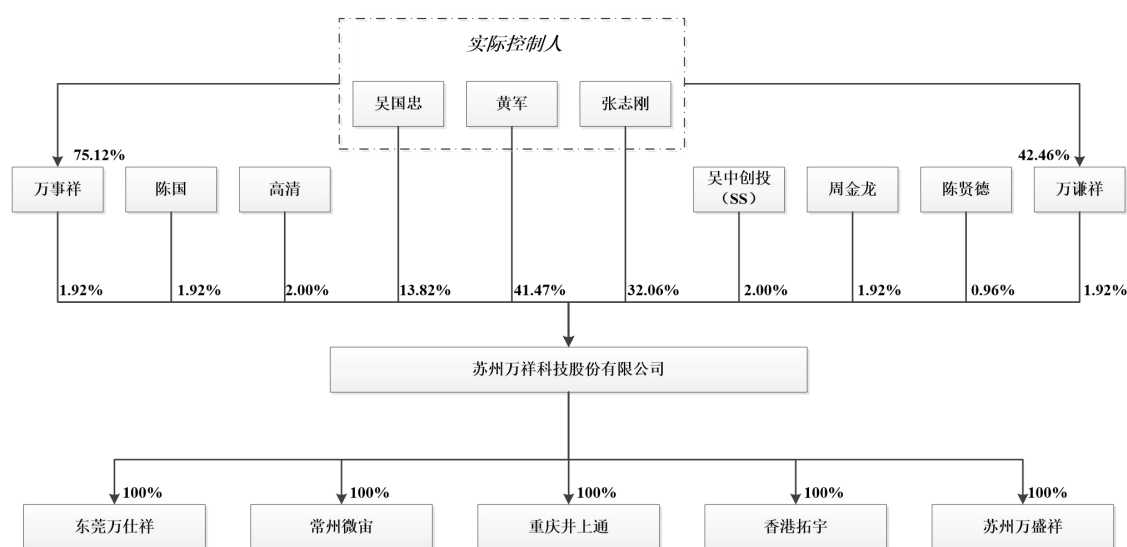 实际控制人
吴国忠
黄军
张志刚
75.12%
42.46%
万事祥
陈国
高清
吴中创投
（SS）
周金龙
陈贤德
万谦祥
1.92%
1.92%
2.00%
13.82%
41.47%
32.06%
2.00%
1.92%
0.96%
1.92%
苏州万祥科技股份有限公司
100%
100%
100%
100%
100%
东莞万仕祥
常州微宙
重庆井上通
香港拓宇
苏州万盛祥